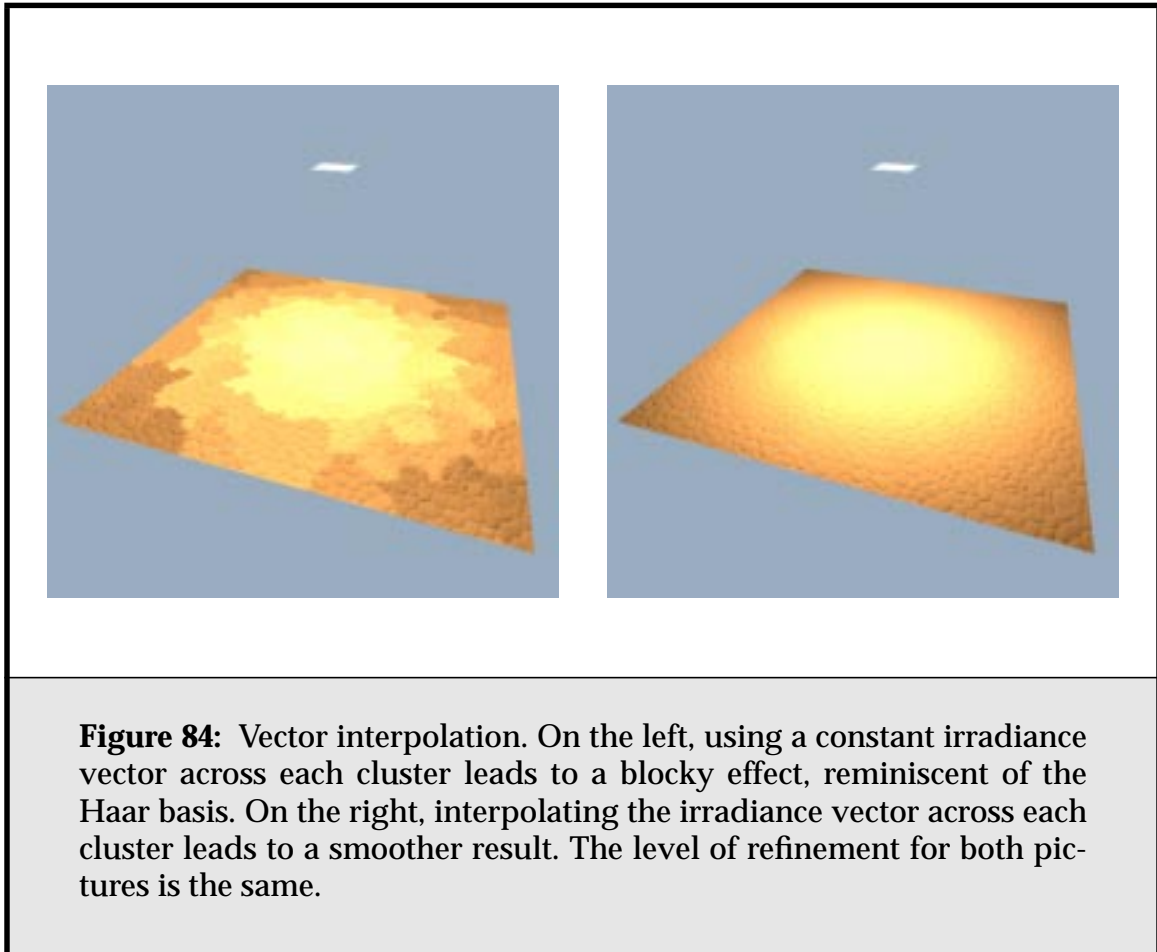 Figure 84: Vector interpolation. On the left, using a constant irradiance
vector across each cluster leads to a blocky effect, reminiscent of the
Haar basis. On the right, interpolating the irradiance vector across each
cluster leads to a smoother result. The level of refinement for both pic-
tures is the same.